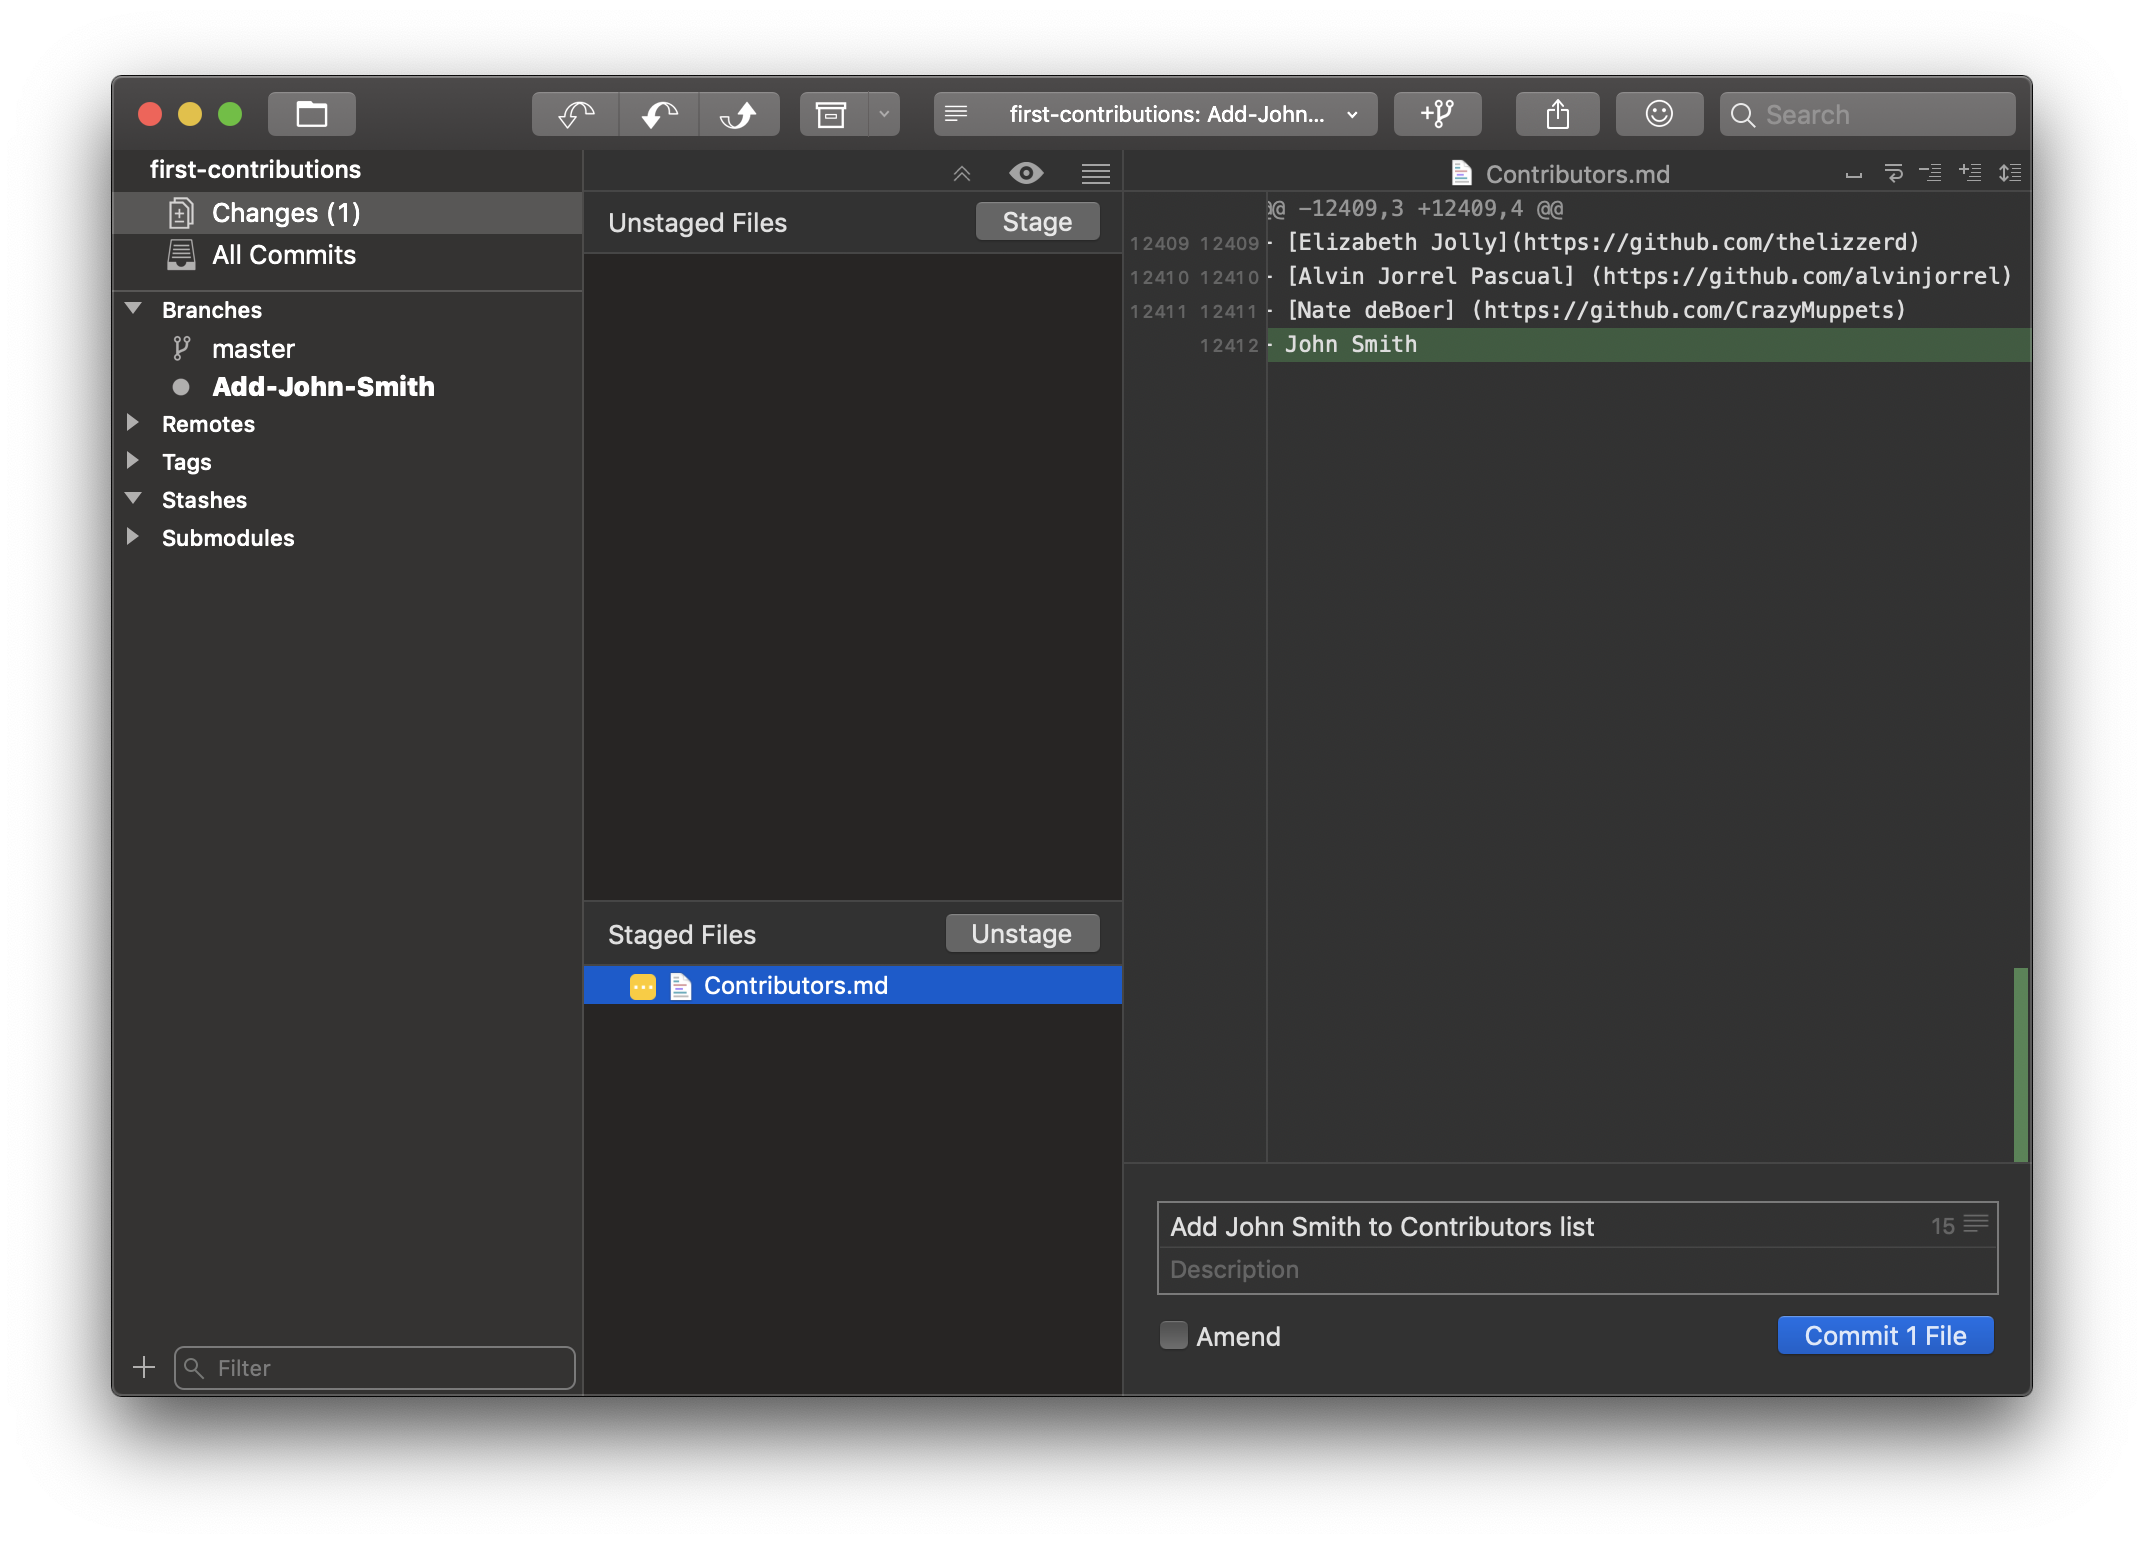 first-contributions: Add-John...
Search
first-contributions
Changes (1)
All Commits
Branches
master
Add-John-Smith
Remotes
Tags
Stashes
Submodules
Filter
Unstaged Files
Stage
Staged Files
Unstage
Contributors.md
Contributors.md
@@ -12409,3 +12409,4 @@
12409 12409 - [Elizabeth Jolly](https://github.com/thelizzerd)
12410 12410 - [Alvin Jorrel Pascual] (https://github.com/alvinjorrel)
12411 12411 - [Nate deBoer] (https://github.com/CrazyMuppets)
12412 - John Smith
Add John Smith to Contributors list
15
Description
Amend
Commit 1 File